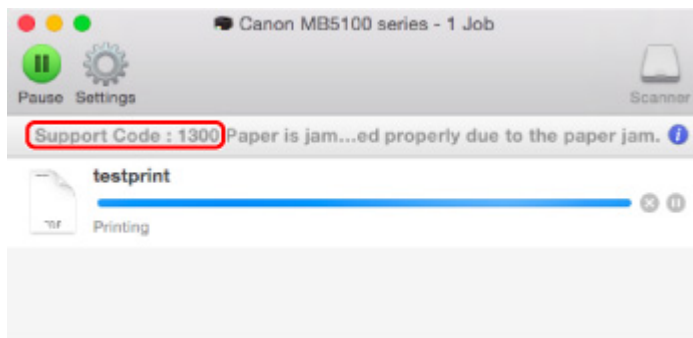 Canon MB5100 series - 1 Job
Pause Settings
Scanner
Support Code : 1300 Paper is jam...ed properly due to the paper jam.
testprint
Printing